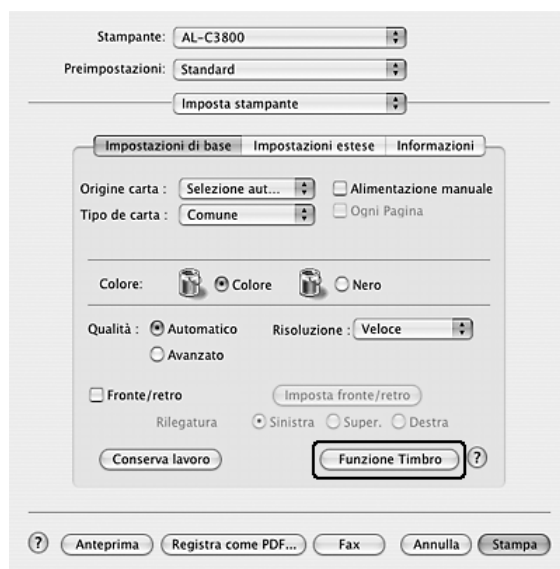 Stampante: AL-C3800
Preimpostazioni: Standard
Imposta stampante
Impostazioni di base Impostazioni estese Informazioni
Origine carta : Selezione aut... Alimentazione manuale
Tipo de carta : Comune Ogni Pagina
Colore: Colore Nero
Qualità : Automatico Risoluzione : Veloce
Avanzato
Fronte/retro Imposta fronte/retro
Rilegatura Sinistra Super. Destra
Conserva lavoro Funzione Timbro ?
? Anteprima Registra come PDF... Fax Annulla Stampa